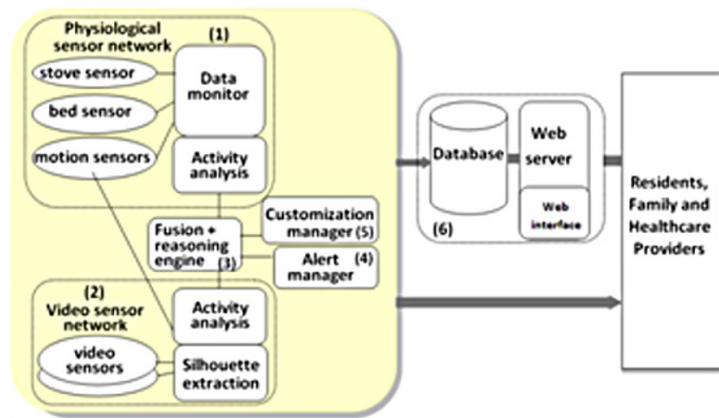 Physiological
sensor network
(1)
stove sensor
bed sensor
motion sensors
Data
monitor
Activity
analysis
Fusion +
reasoning
engine (3)
Customization
manager (5)
Alert (4)
manager
(2)
Video sensor
network
video
sensors
Activity
analysis
Silhouette
extraction
Database
Web
server
Web
interface
(6)
Residents,
Family and
Healthcare
Providers